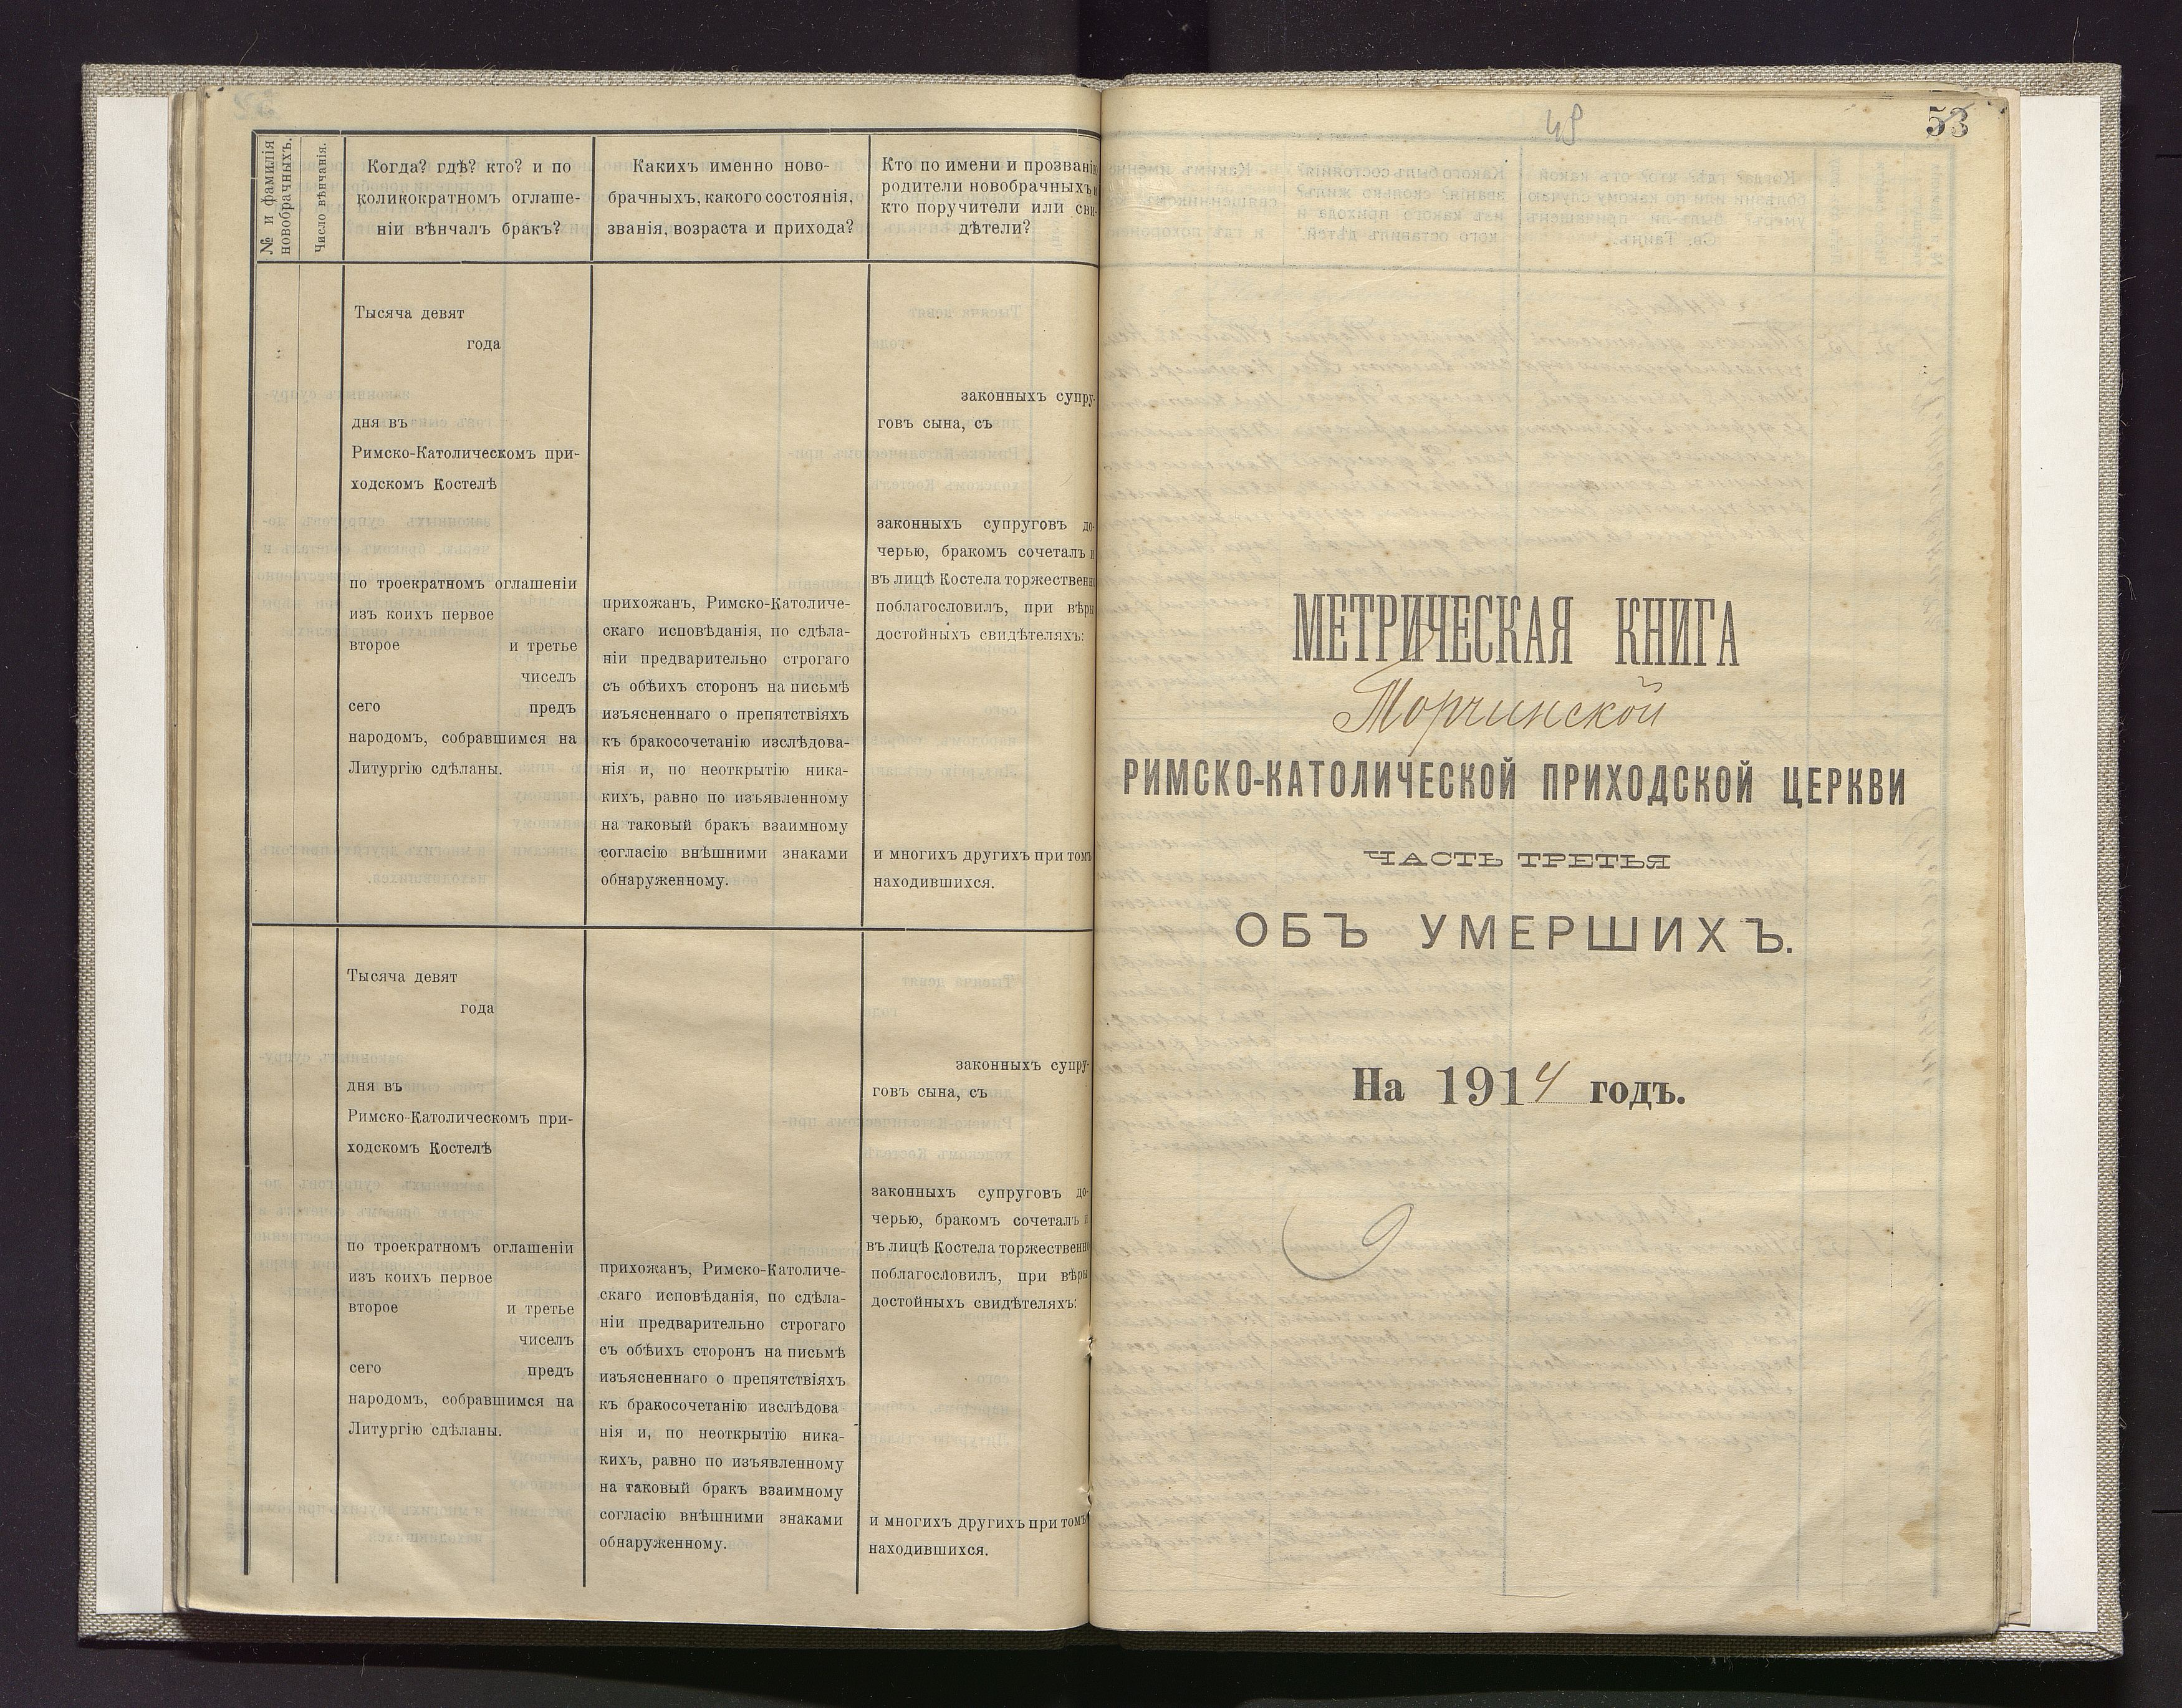 № и фамилія
новобрачныхъ.
Число вѣнчанія.
Когда? гдѣ? кто? и по
коликократномъ оглаше-
ніи вѣнчалъ бракъ?
Какихъ именно ново-
брачныхъ, какого состоянія,
званія, возраста и прихода?
Кто по имени и прозванію
родители новобрачныхъ и
кто поручители или сви-
дѣтели?
Тысяча девят
года
дня въ
Римско-Католическомъ при-
ходскомъ Костелѣ
по троекратномъ оглашеніи
изъ коихъ первое
второе и третье
чиселъ
сего предъ
народомъ, собравшимся на
Литургію сдѣланы.
прихожанъ, Римско-Католиче-
скаго исповѣданія, по сдѣла-
ніи предварительно строгаго
съ обѣихъ сторонъ на письмѣ
изъясненнаго о препятствіяхъ
къ бракосочетанію изслѣдова-
нія и, по неоткрытію ника-
кихъ, равно по изъявленному
на таковый бракъ взаимному
согласію внѣшними знаками
обнаруженному.
законныхъ супру-
говъ сына, съ
законныхъ супруговъ до-
черью, бракомъ сочеталъ и
въ лицѣ Костела торжественно
поблагословилъ, при вѣры
достойныхъ свидѣтеляхъ:
и многихъ другихъ при томъ
находившихся.
Тысяча девят
года
дня въ
Римско-Католическомъ при-
ходскомъ Костелѣ
по троекратномъ оглашеніи
изъ коихъ первое
второе и третье
чиселъ
сего предъ
народомъ, собравшимся на
Литургію сдѣланы.
прихожанъ, Римско-Католиче-
скаго исповѣданія, по сдѣла-
ніи предварительно строгаго
съ обѣихъ сторонъ на письмѣ
изъясненнаго о препятствіяхъ
къ бракосочетанію изслѣдова
нія и, по неоткрытію ника-
кихъ, равно по изъявленному
на таковый бракъ взаимному
согласію внѣшними знаками
обнаруженному.
законныхъ супру-
говъ сына, съ
законныхъ супруговъ до-
черью, бракомъ сочеталъ и
въ лицѣ Костела торжественно
поблагословилъ, при вѣры
достойныхъ свидѣтеляхъ:
и многихъ другихъ при томъ
находившихся.
53
МЕТРИЧЕСКАЯ КНИГА
Торчинской
РИМСКО-КАТОЛИЧЕСКОЙ ПРИХОДСКОЙ ЦЕРКВИ
ЧАСТЬ ТРЕТЬЯ
ОБЪ УМЕРШИХЪ.
На 1914 годъ.